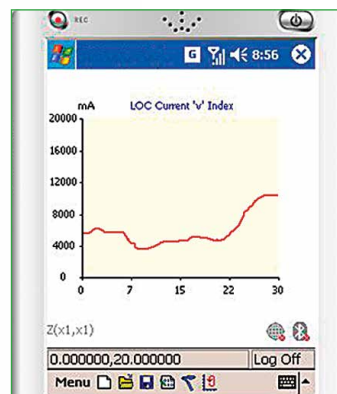 REC
G 8:56
mA LOC Current 'v' Index
20000
16000
12000
8000
4000
0
0 7 15 22 30
Z(x1,x1)
0.000000,20.000000 Log Off
Menu